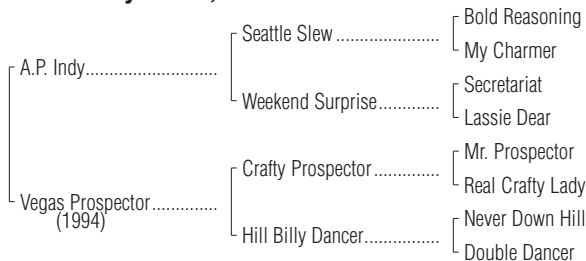 Bold Reasoning
Seattle Slew ........................
My Charmer
A.P. Indy..............................
Secretariat
Weekend Surprise..............
Lassie Dear
Mr. Prospector
Crafty Prospector ...............
Real Crafty Lady
Vegas Prospector...............
(1994)
Never Down Hill
Hill Billy Dancer.................
Double Dancer